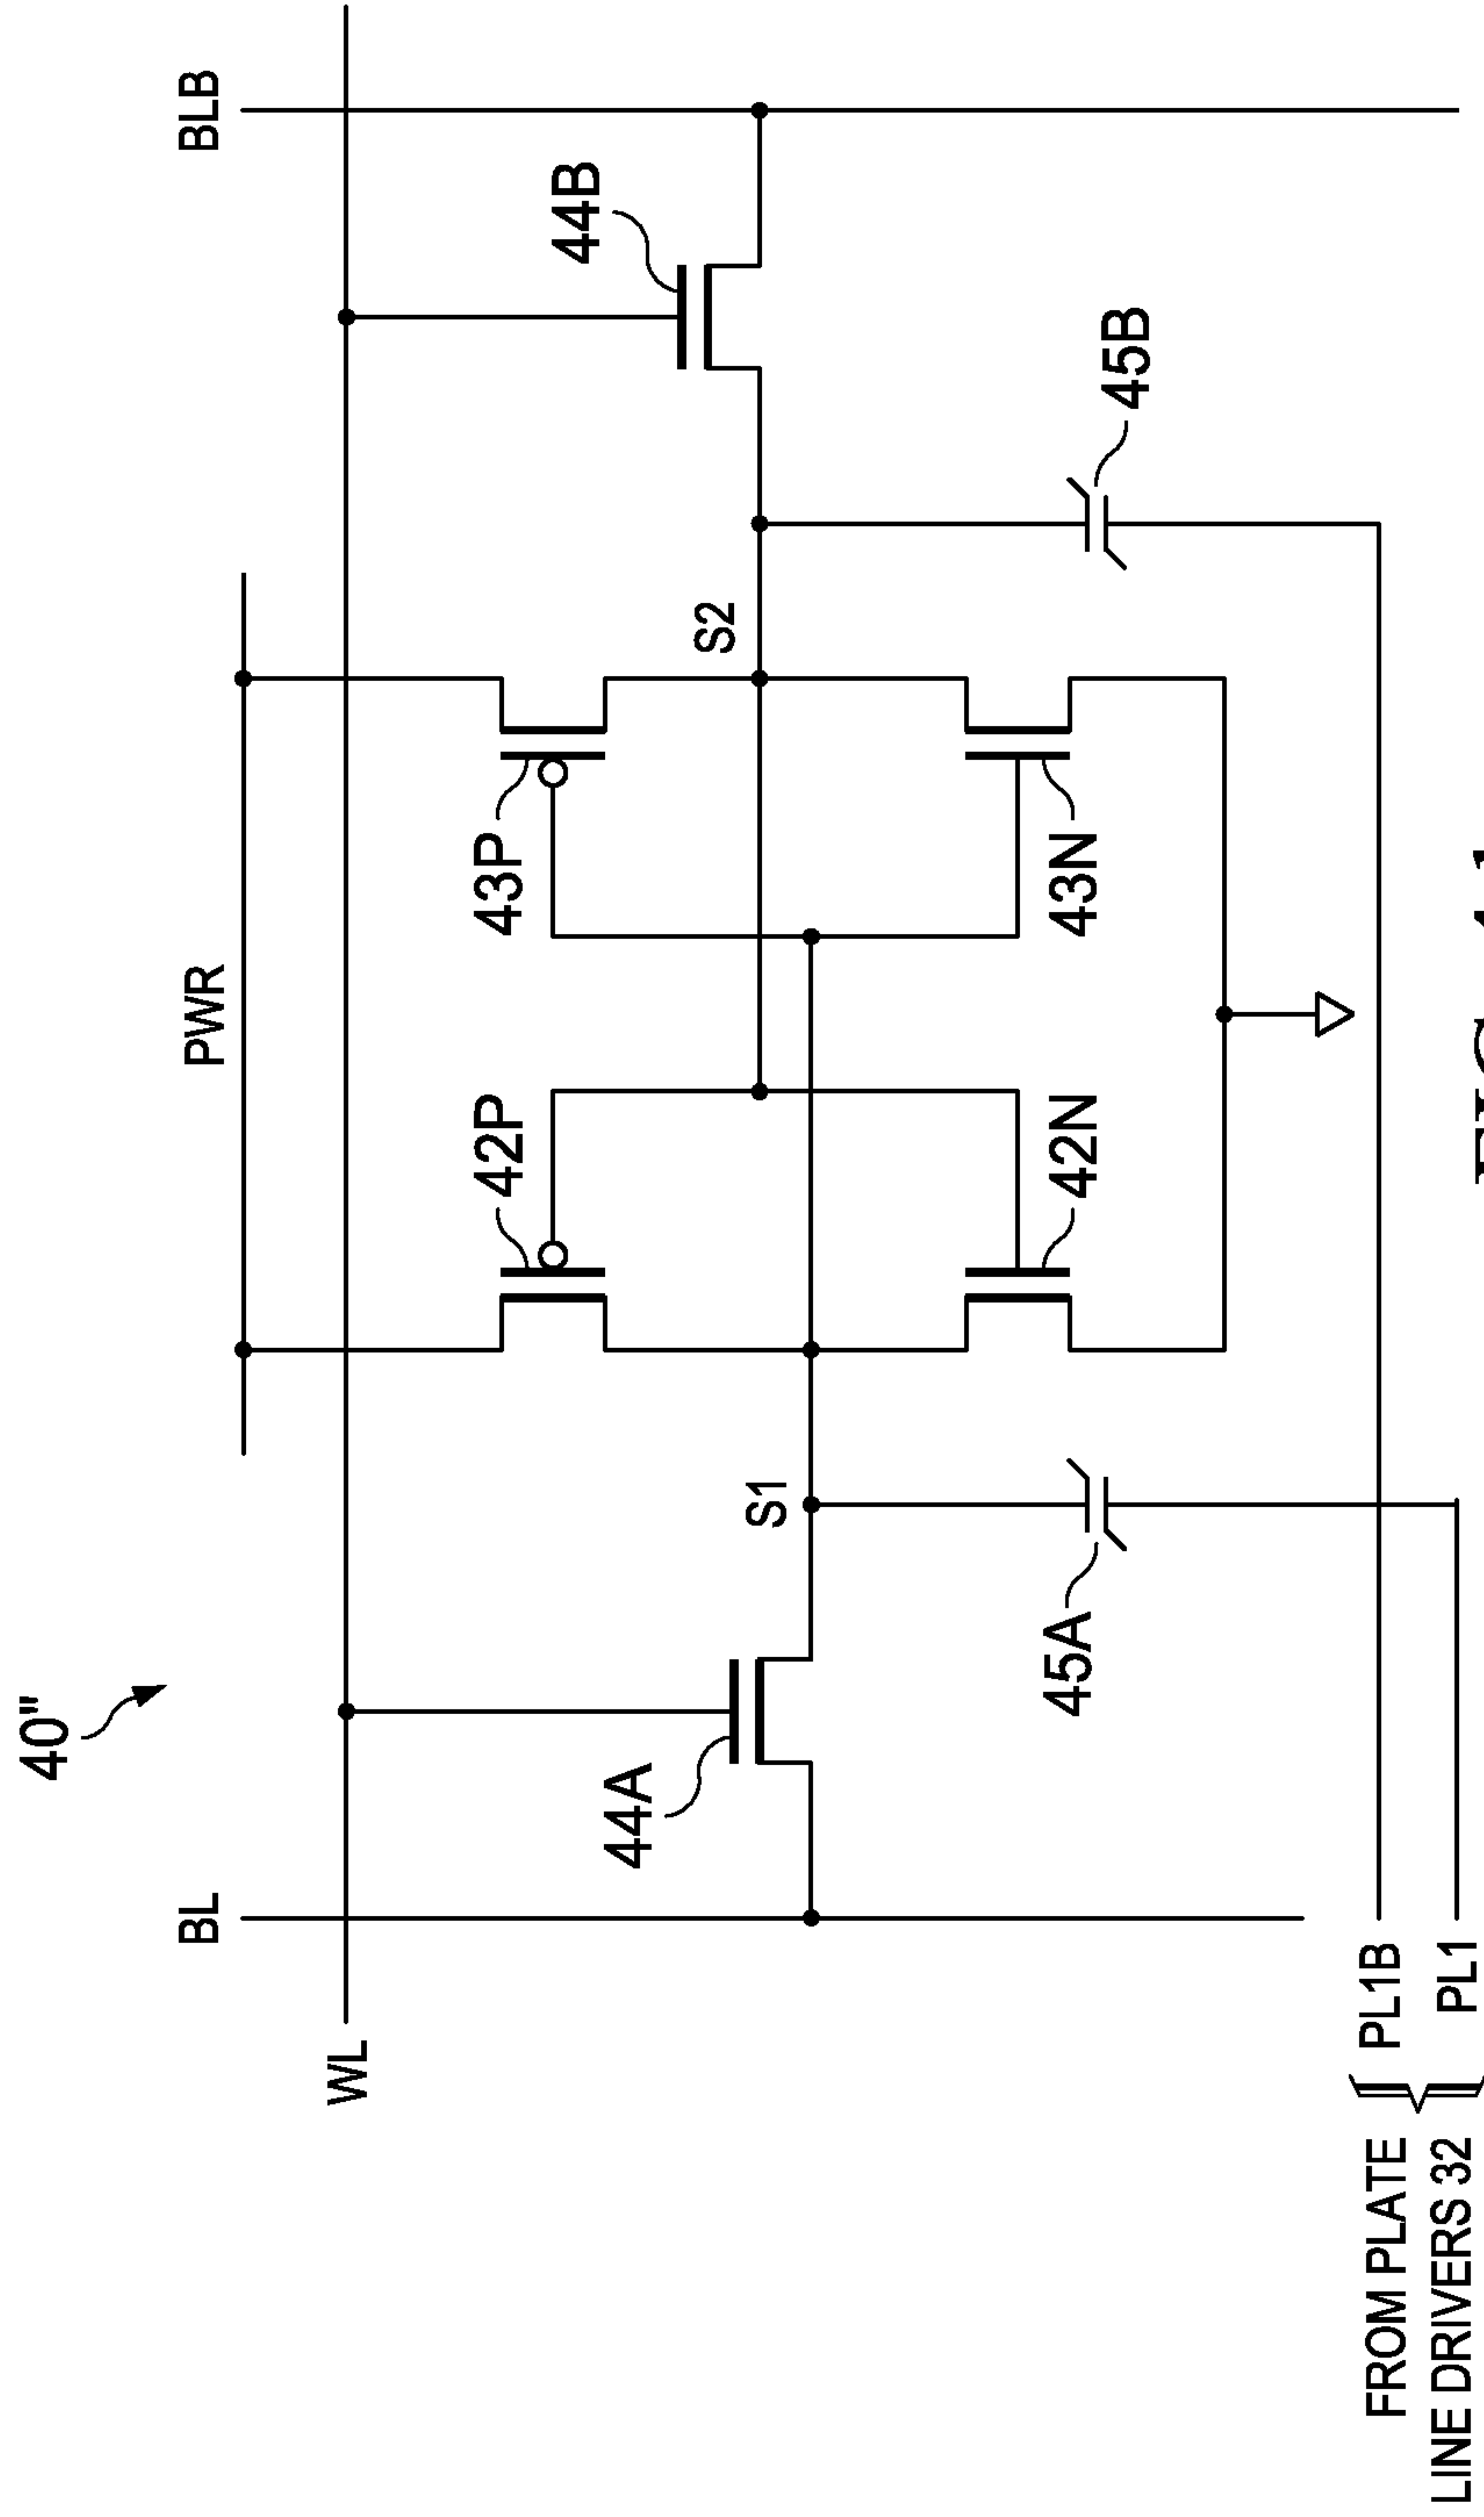 40"
BL
PWR
BLB
WL
44A
44B
42P
43P
S1
S2
45A
42N
43N
45B
FROM PLATE
LINE DRIVERS 32
PL1B
PL1